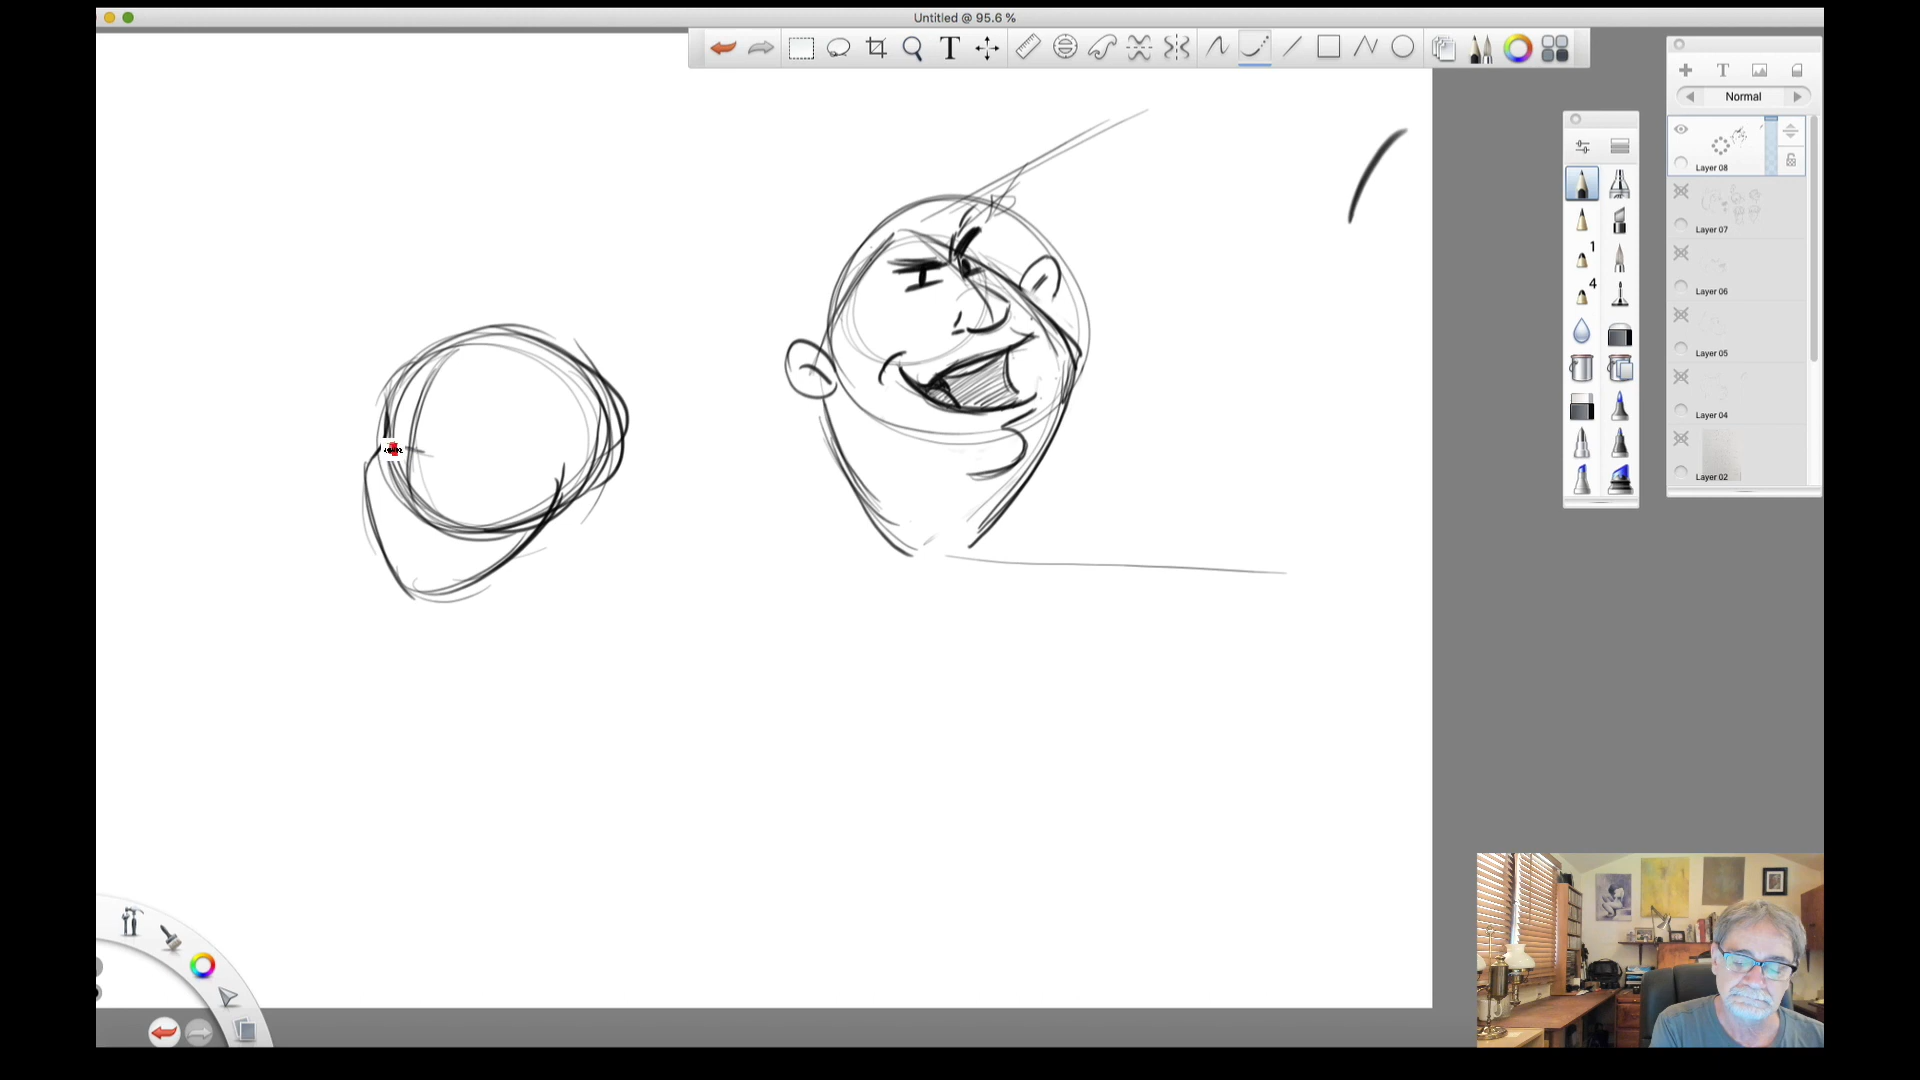 Untitled @ 95.6 %
T
T
Normal
Layer 08
Layer 07
1
Layer 06
4
Layer 05
Layer 04
Layer 02